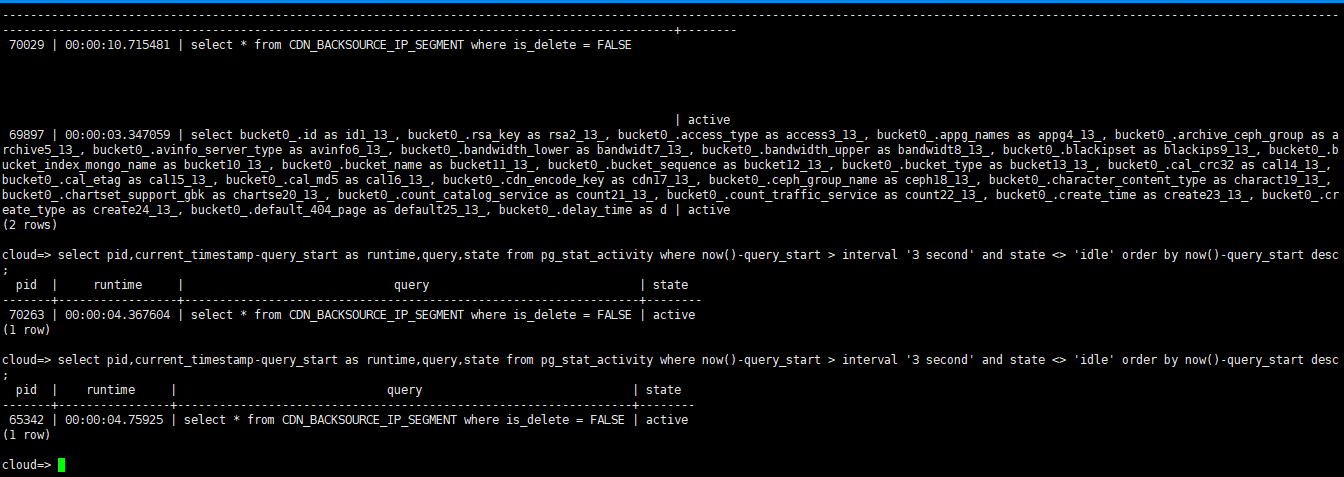 --------------------------------------------------------------------------------------------------------------------------------------------------------------------------------------------------
------------------------------------------------------------------------------------------------+--------
 70029 | 00:00:10.715481 | select * from CDN_BACKSOURCE_IP_SEGMENT where is_delete = FALSE
| active
 69897 | 00:00:03.347059 | select bucket0_.id as id1_13_, bucket0_.rsa_key as rsa2_13_, bucket0_.access_type as access3_13_, bucket0_.appg_names as appg4_13_, bucket0_.archive_ceph_group as a
rchive5_13_, bucket0_.avinfo_server_type as avinfo6_13_, bucket0_.bandwidth_lower as bandwidt7_13_, bucket0_.bandwidth_upper as bandwidt8_13_, bucket0_.blackipset as blackips9_13_, bucket0_.b
ucket_index_mongo_name as bucket10_13_, bucket0_.bucket_name as bucket11_13_, bucket0_.bucket_sequence as bucket12_13_, bucket0_.bucket_type as bucket13_13_, bucket0_.cal_crc32 as cal14_13_,
bucket0_.cal_etag as cal15_13_, bucket0_.cal_md5 as cal16_13_, bucket0_.cdn_encode_key as cdn17_13_, bucket0_.ceph_group_name as ceph18_13_, bucket0_.character_content_type as charact19_13_,
bucket0_.chartset_support_gbk as chartse20_13_, bucket0_.count_catalog_service as count21_13_, bucket0_.count_traffic_service as count22_13_, bucket0_.create_time as create23_13_, bucket0_.cr
eate_type as create24_13_, bucket0_.default_404_page as default25_13_, bucket0_.delay_time as d | active
(2 rows)
cloud=> select pid,current_timestamp-query_start as runtime,query,state from pg_stat_activity where now()-query_start > interval '3 second' and state <> 'idle' order by now()-query_start desc
;
  pid  |     runtime     |                              query                              | state
-------+-----------------+-----------------------------------------------------------------+--------
 70263 | 00:00:04.367604 | select * from CDN_BACKSOURCE_IP_SEGMENT where is_delete = FALSE | active
(1 row)
cloud=> select pid,current_timestamp-query_start as runtime,query,state from pg_stat_activity where now()-query_start > interval '3 second' and state <> 'idle' order by now()-query_start desc
;
  pid  |    runtime     |                              query                              | state
-------+----------------+-----------------------------------------------------------------+--------
 65342 | 00:00:04.75925 | select * from CDN_BACKSOURCE_IP_SEGMENT where is_delete = FALSE | active
(1 row)
cloud=>